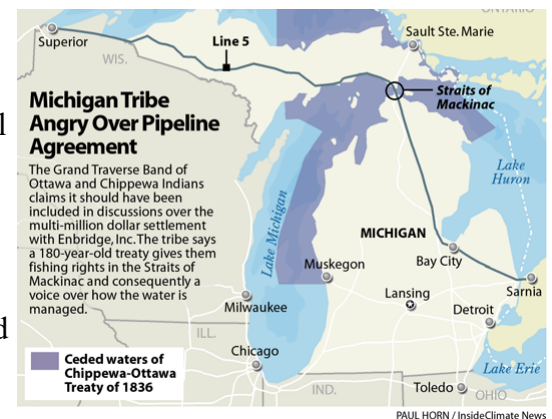 ONTARIO
Superior
WIS.
Line 5
Sault Ste. Marie
Straits of
Mackinac
Michigan Tribe
Angry Over Pipeline
Agreement
The Grand Traverse Band of
Ottawa and Chippewa Indians
claims it should have been
included in discussions over the
multi-million dollar settlement
with Enbridge, Inc. The tribe says
a 180-year-old treaty gives them
fishing rights in the Straits of
Mackinac and consequently a
voice over how the water is
managed.
Lake
Huron
Lake Michigan
MICHIGAN
Bay City
Muskegon
Lansing
Sarnia
Milwaukee
Detroit
ILL.
Chicago
Lake Erie
IND.
Toledo
OHIO
Ceded waters of
Chippewa-Ottawa
Treaty of 1836
PAUL HORN / InsideClimate News